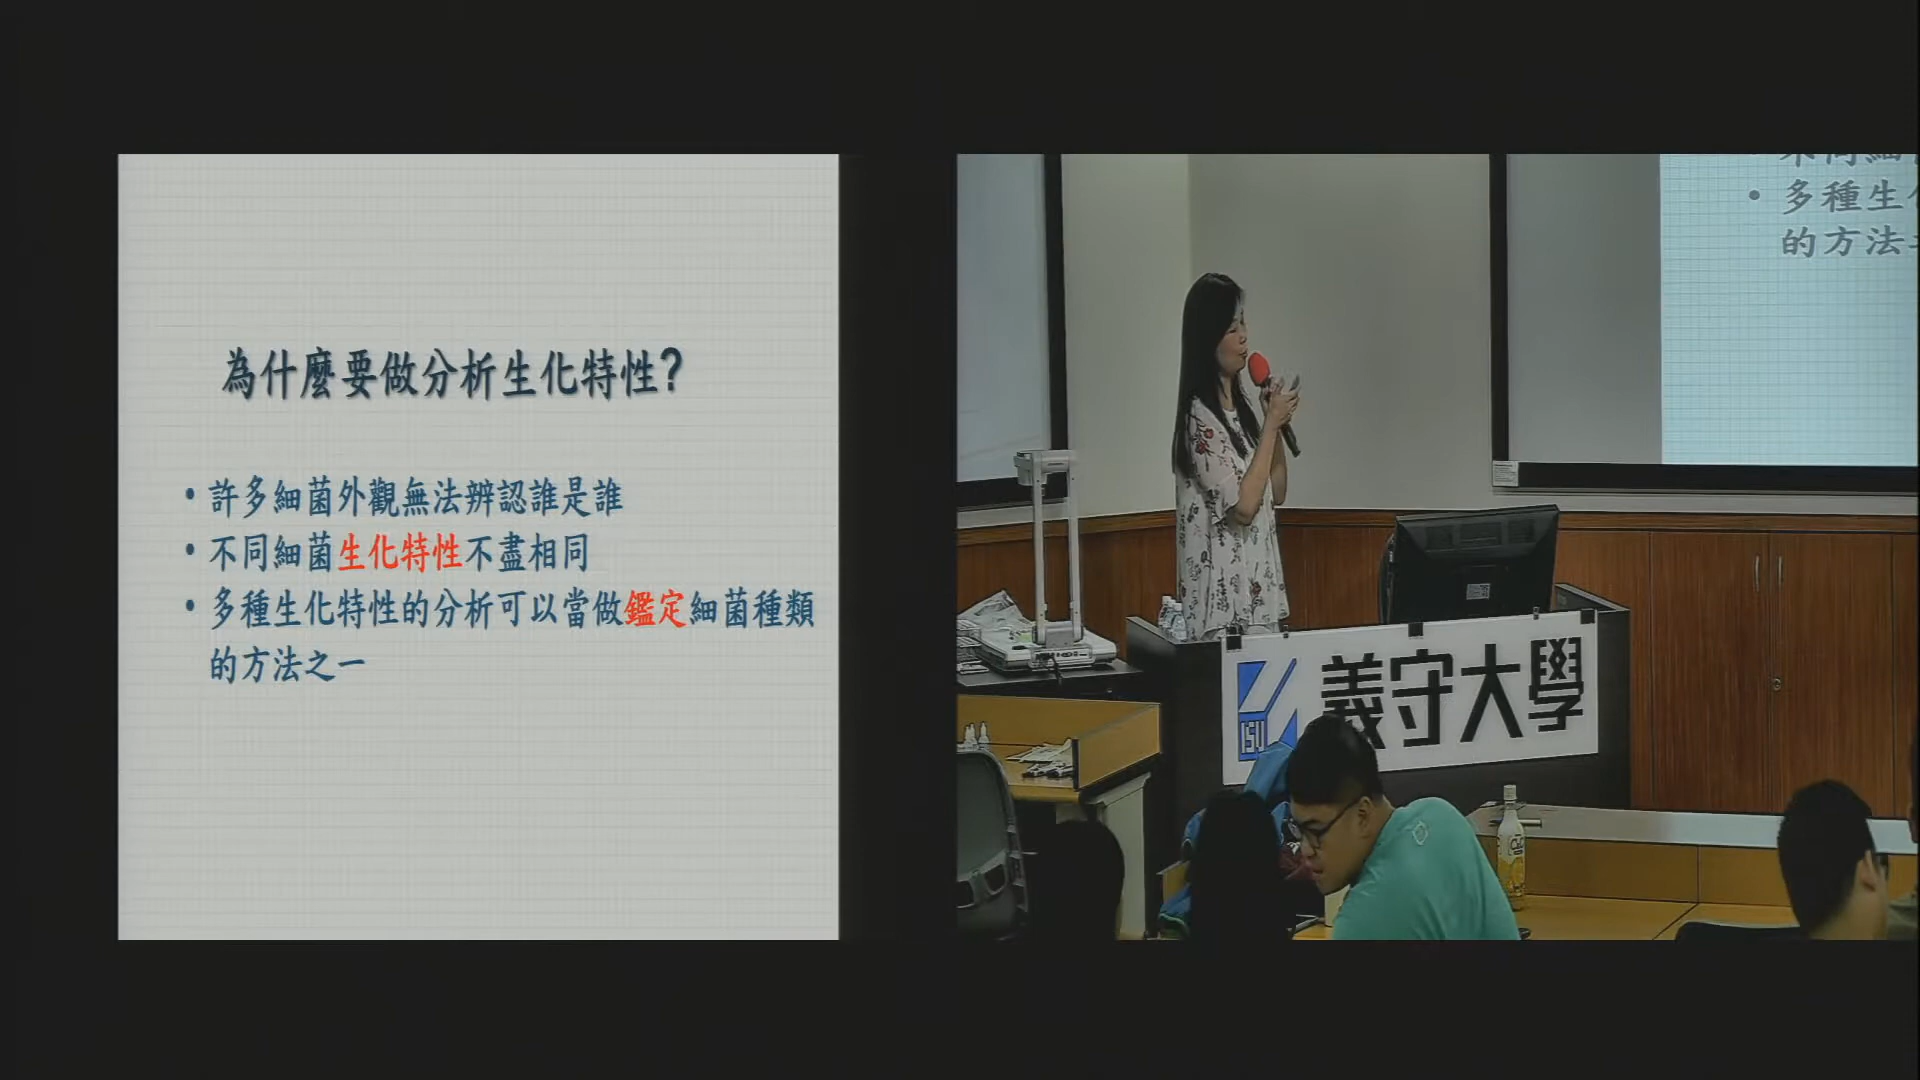 為什麼要做分析生化特性?
• 許多細菌外觀無法辨認誰是誰
• 不同細菌生化特性不盡相同
• 多種生化特性的分析可以當做鑑定細菌種類
的方法之一
不同細
• 多種生
的方法
ISU
義守大學